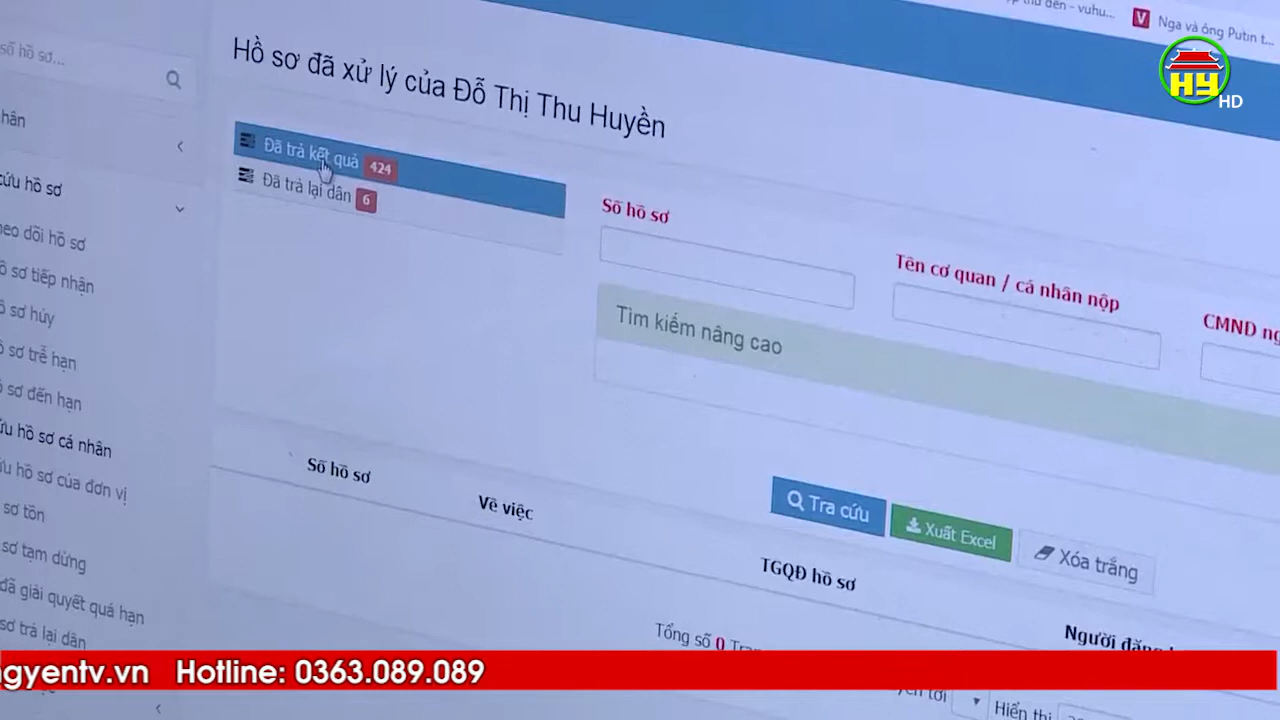 vuhu...
V Nga và ông Putin t...
HY
HD
số hồ sơ...
Hồ sơ đã xử lý của Đỗ Thị Thu Huyền
Đã trả kết quả 424
Đã trả lại dân 6
cứu hồ sơ
heo dõi hồ sơ
sơ tiếp nhận
sơ hủy
sơ trễ hạn
sơ đến hạn
hồ sơ cá nhân
hồ sơ của đơn vị
sơ tồn
sơ tạm dừng
đã giải quyết quá hạn
sơ trả lại dân
Số hồ sơ
Tên cơ quan / cá nhân nộp
CMND
Tìm kiếm nâng cao
Tra cứu
Xuất Excel
Xóa trắng
Số hồ sơ
Về việc
TGQĐ hồ sơ
Người
Tổng số 0
Hiển thị
gyentv.vn Hotline: 0363.089.089